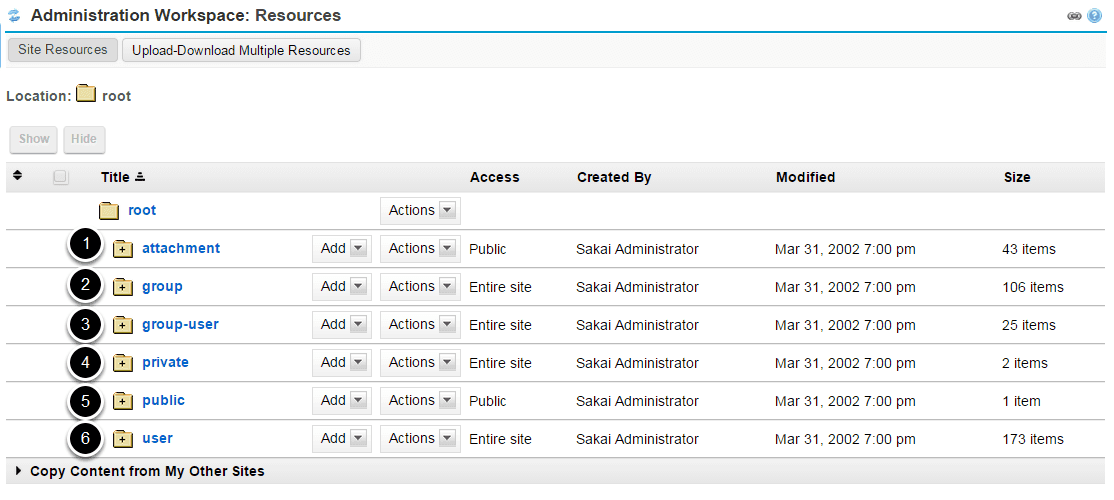 Administration Workspace: Resources
Site Resources Upload-Download Multiple Resources
Location: root
Show Hide
Title Access Created By Modified Size
root Actions
1 attachment Add Actions Public Sakai Administrator Mar 31, 2002 7:00 pm 43 items
2 group Add Actions Entire site Sakai Administrator Mar 31, 2002 7:00 pm 106 items
3 group-user Add Actions Entire site Sakai Administrator Mar 31, 2002 7:00 pm 25 items
4 private Add Actions Entire site Sakai Administrator Mar 31, 2002 7:00 pm 2 items
5 public Add Actions Public Sakai Administrator Mar 31, 2002 7:00 pm 1 item
6 user Add Actions Entire site Sakai Administrator Mar 31, 2002 7:00 pm 173 items
Copy Content from My Other Sites